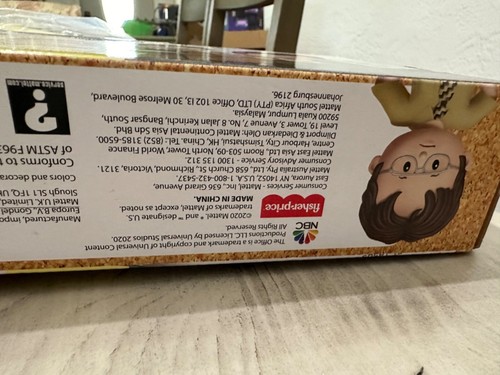 The Office is a trademark and copyright of Universal Content
Productions LLC. Licensed by Universal Studios 2020.
All Rights Reserved.
NBC
fisher-price
©2020 Mattel. ® and ™ designate U.S.
trademarks of Mattel, except as noted.
MADE IN CHINA.
Consumer Services - Mattel, Inc., 636 Girard Avenue,
East Aurora, NY 14052, U.S.A. 1-800-432-5437.
Mattel Australia Pty. Ltd., 658 Church St., Richmond, Victoria, 3121.
Consumer Advisory Service - 1300 135 312.
Mattel East Asia Ltd., Room 503-09, North Tower, World Finance
Centre, Harbour City, Tsimshatsui, HK, China. Tel.: (852) 3185-6500.
Diimport & Diedarkan Oleh: Mattel Continental Asia Sdn Bhd.
Level 19, Tower 3, Avenue 7, No. 8 Jalan Kerinchi, Bangsar South,
59200 Kuala Lumpur, Malaysia.
Mattel South Africa (PTY) LTD, Office 102 I3, 30 Melrose Boulevard,
Johannesburg 2196.
Manufactured, impor
Europa B.V., Gonde
Mattel U.K. Limited,
Slough SL1 1FQ, U
Colors and decora
Conforms to t
of ASTM F963
?
service.mattel.com